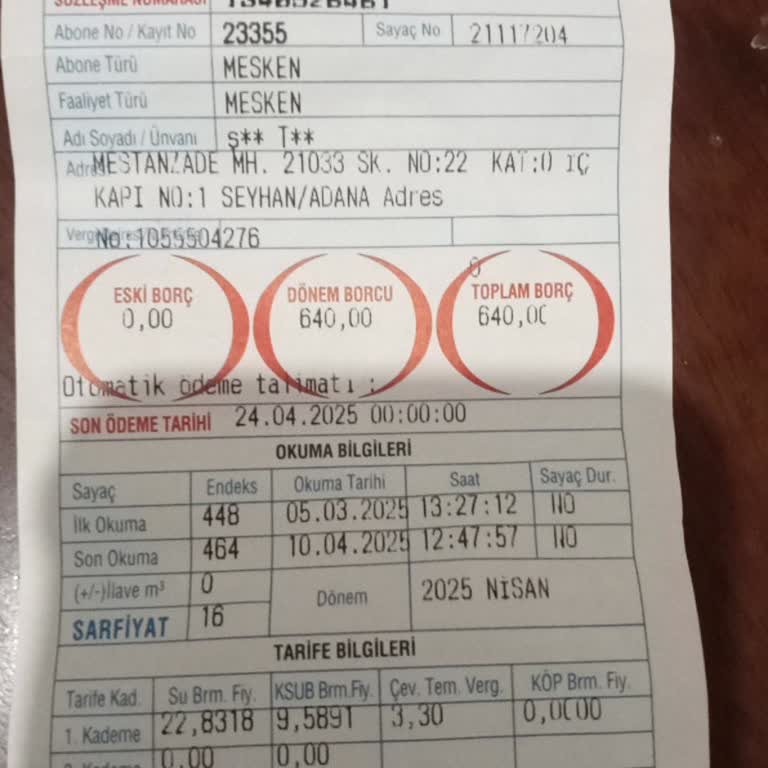 SÖZLEŞME NUMARASI
Abone No / Kayıt No 23355 Sayaç No 21117204
Abone Türü MESKEN
Faaliyet Türü MESKEN
Adı Soyadı / Ünvanı Ş** T**
Adres MESTANZADE MH. 21033 SK. NO:22 KAT:0 İÇ
KAPI NO:1 SEYHAN/ADANA Adres
No:1055504276
0
ESKİ BORÇ DÖNEM BORCU TOPLAM BORÇ
0,00 640,00 640,00
Otomatik ödeme talimatı :
SON ÖDEME TARİHİ 24.04.2025 00:00:00
OKUMA BİLGİLERİ
Sayaç Endeks Okuma Tarihi Saat Sayaç Dur.
İlk Okuma 448 05.03.2025 13:27:12 NO
Son Okuma 464 10.04.2025 12:47:57 NO
(+/-)İlave m³ 0 Dönem 2025 NİSAN
SARFİYAT 16
TARİFE BİLGİLERİ
Tarife Kad. Su Brm. Fiy. KSUB Brm.Fiy. Çev. Tem. Verg. KÖP Brm. Fiy.
1. Kademe 22,8318 9,5891 3,30 0,0000
0,00 0,00